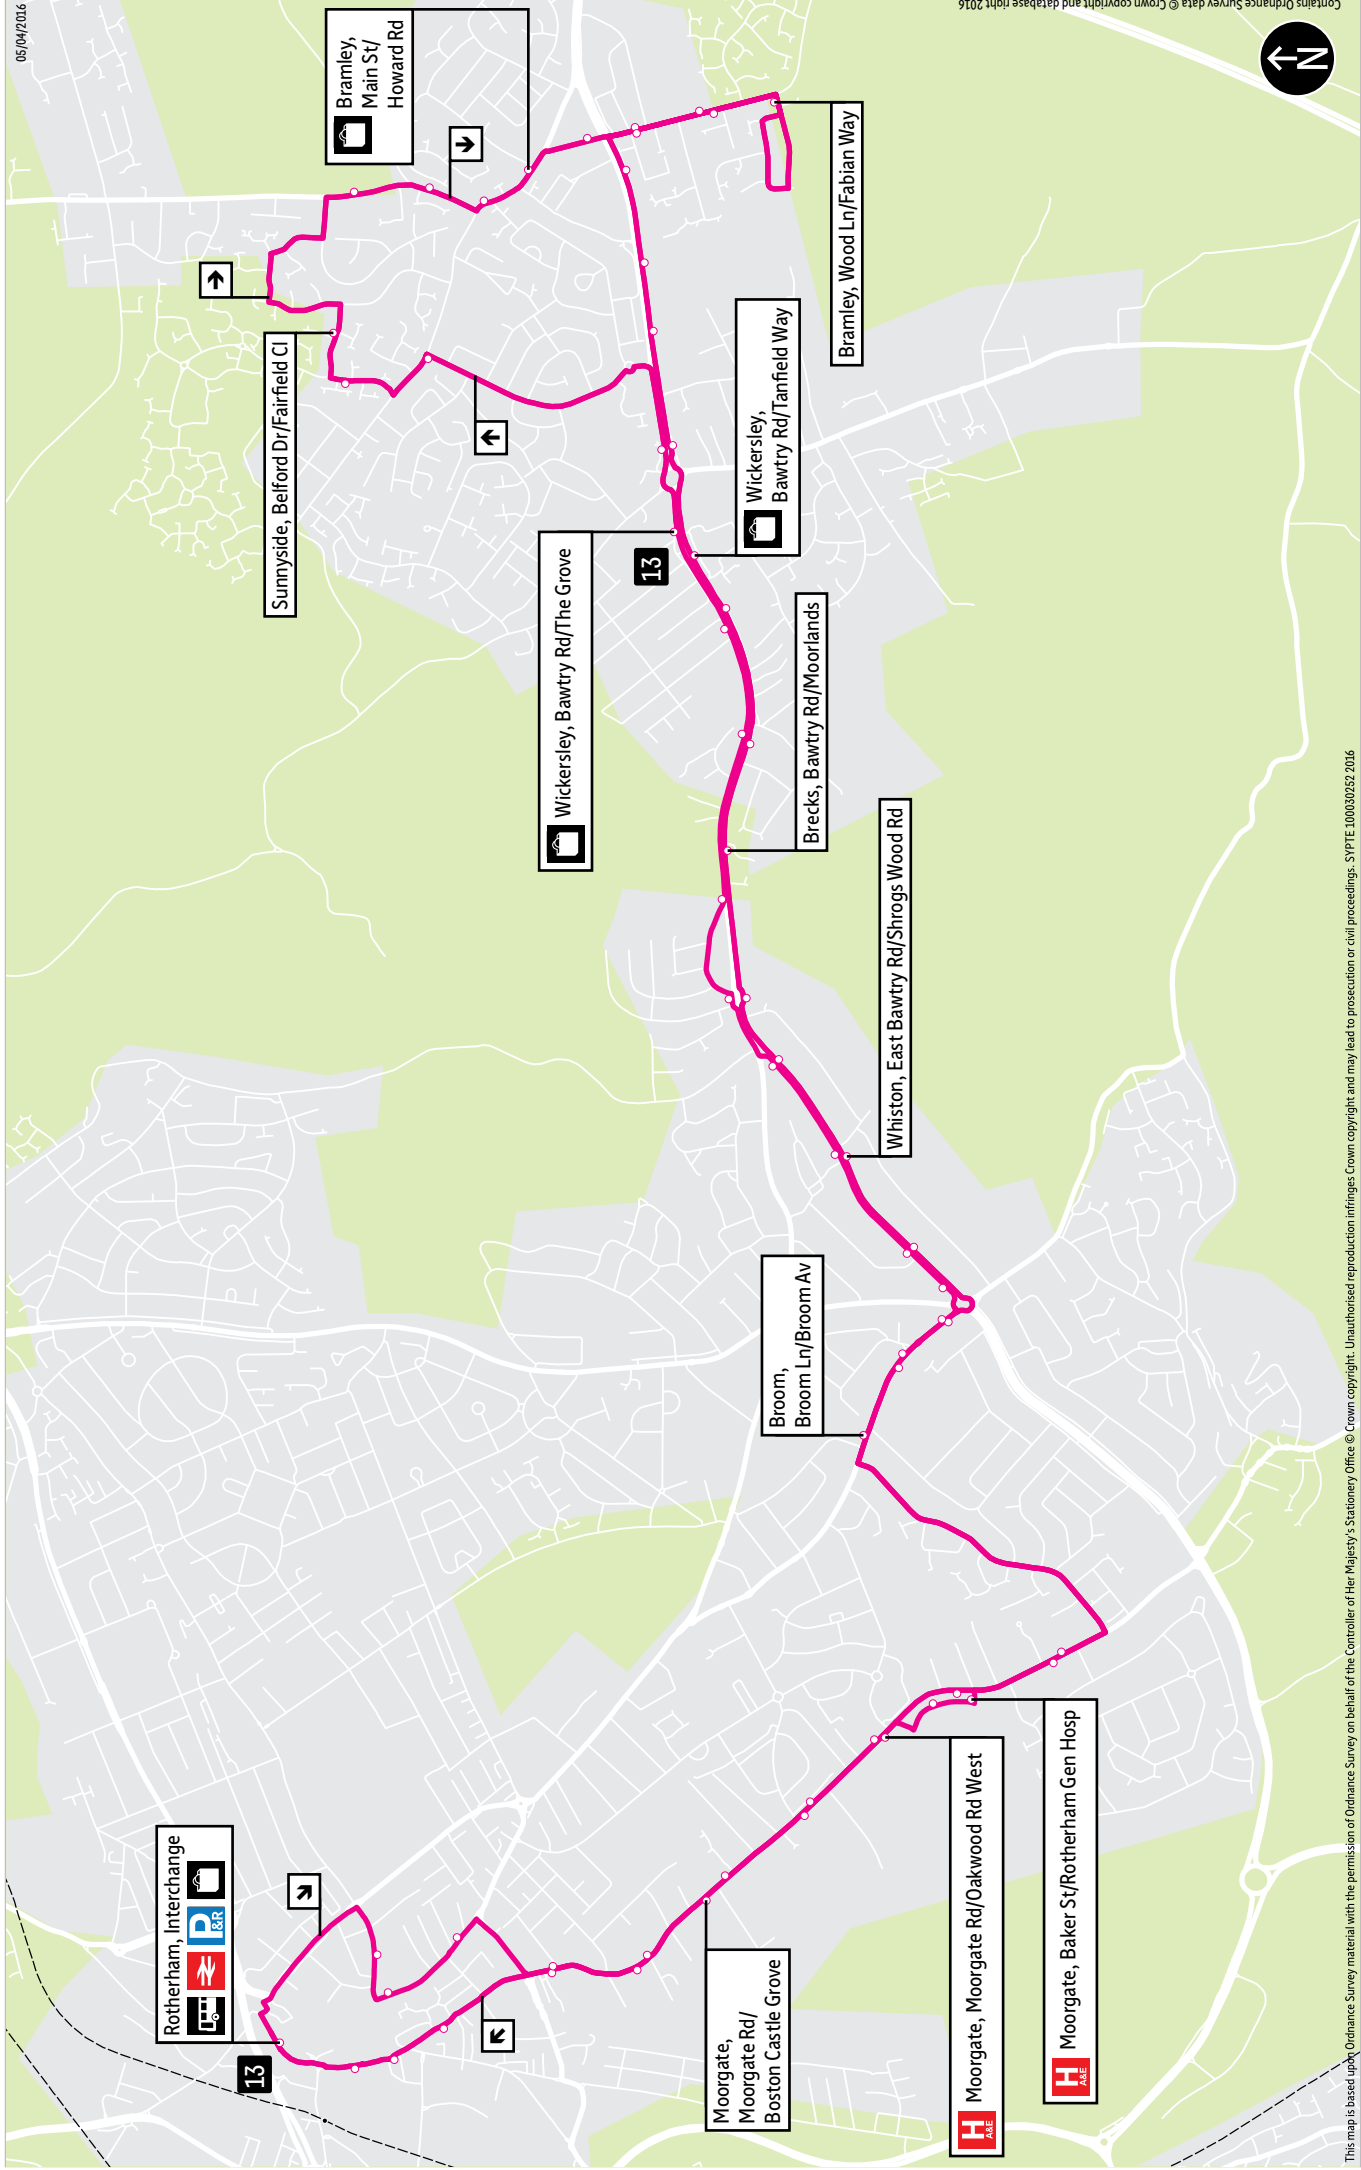 05/04/2016
Contains Ordnance Survey data © Crown copyright and database right 2016
N
Bramley,
Main St/
Howard Rd
Sunnyside, Belford Dr/Fairfield Cl
Bramley, Wood Ln/Fabian Way
Wickersley,
Bawtry Rd/Tanfield Way
13
Wickersley, Bawtry Rd/The Grove
Brecks, Bawtry Rd/Moorlands
Whiston, East Bawtry Rd/Shrogs Wood Rd
Broom,
Broom Ln/Broom Av
Rotherham, Interchange
P
&R
13
Moorgate,
Moorgate Rd/
Boston Castle Grove
H
A&E
Moorgate, Moorgate Rd/Oakwood Rd West
H
A&E
Moorgate, Baker St/Rotherham Gen Hosp
This map is based upon Ordnance Survey material with the permission of Ordnance Survey on behalf of the Controller of Her Majesty's Stationery Office © Crown copyright. Unauthorised reproduction infringes Crown copyright and may lead to prosecution or civil proceedings. SYPTE 100030252 2016